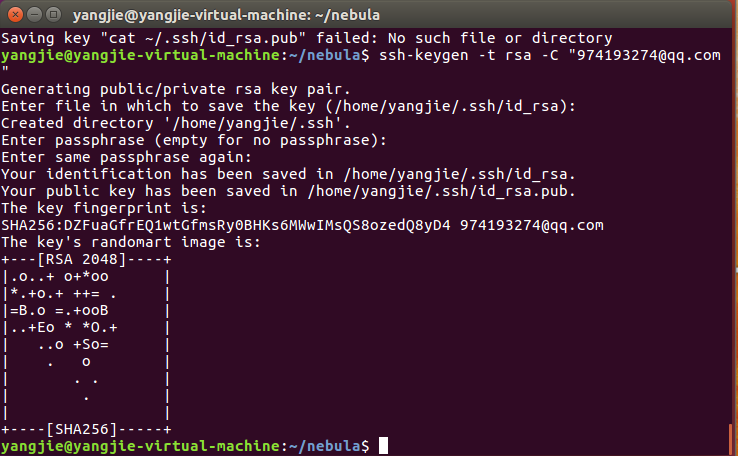 yangjie@yangjie-virtual-machine: ~/nebula
Saving key "cat ~/.ssh/id_rsa.pub" failed: No such file or directory
yangjie@yangjie-virtual-machine:~/nebula$ ssh-keygen -t rsa -C "974193274@qq.com
"
Generating public/private rsa key pair.
Enter file in which to save the key (/home/yangjie/.ssh/id_rsa):
Created directory '/home/yangjie/.ssh'.
Enter passphrase (empty for no passphrase):
Enter same passphrase again:
Your identification has been saved in /home/yangjie/.ssh/id_rsa.
Your public key has been saved in /home/yangjie/.ssh/id_rsa.pub.
The key fingerprint is:
SHA256:DZFuaGfrEQ1wtGfmsRy0BHKs6MWwIMsQS8ozedQ8yD4 974193274@qq.com
The key's randomart image is:
+---[RSA 2048]----+
|.o..+ o+*oo      |
|*.+o.+ ++= .     |
|=B.o =.+ooB      |
|..+Eo * *O.+     |
|   ..o +So=      |
|    .   o        |
|       . .       |
|        .        |
|                 |
+----[SHA256]-----+
yangjie@yangjie-virtual-machine:~/nebula$